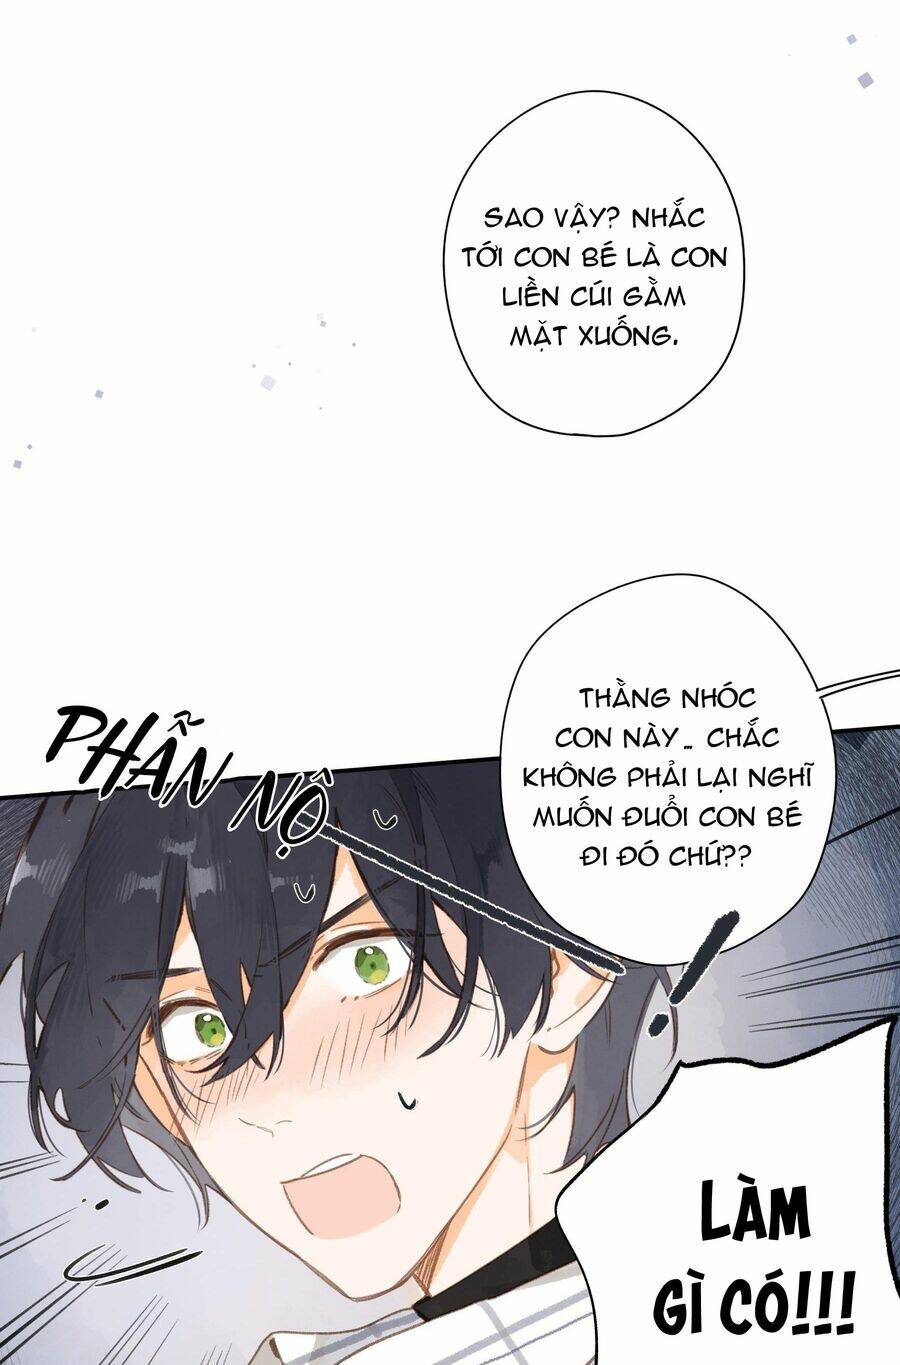 SAO VẬY? NHẮC
TỚI CON BÉ LÀ CON
LIỀN CÚI GẰM
MẶT XUỐNG.
THẰNG NHÓC
CON NÀY... CHẮC
KHÔNG PHẢI LẠI NGHĨ
MUỐN ĐUỔI CON BÉ
ĐI ĐÓ CHỨ??
PHẪN NỘ
LÀM
GÌ CÓ!!!